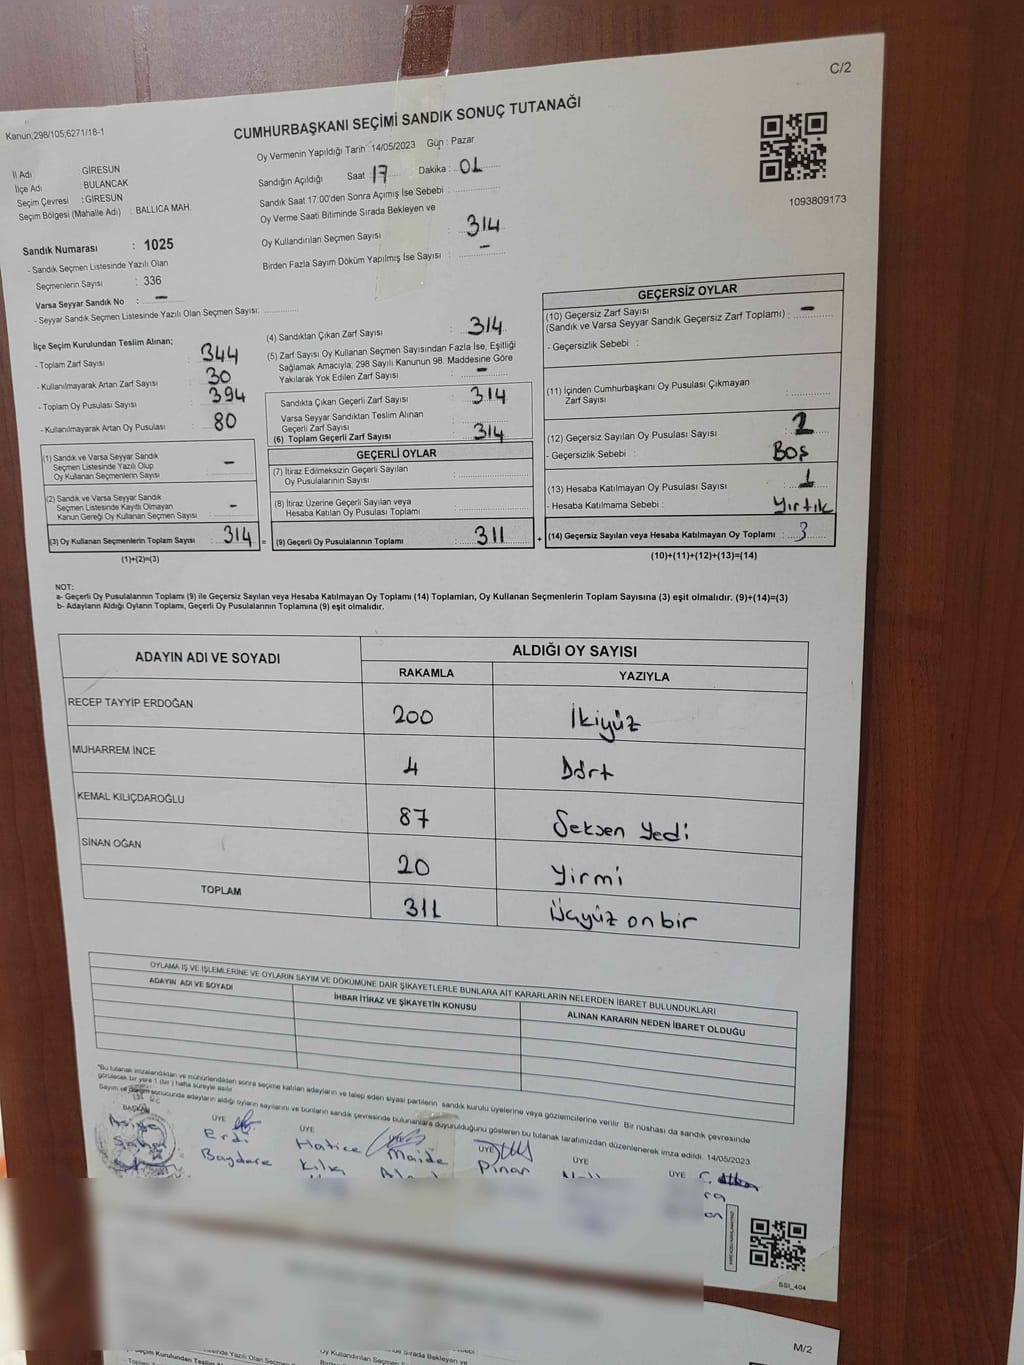 C/2
Kanun;298/105;6271/18-1
CUMHURBAŞKANI SEÇİMİ SANDIK SONUÇ TUTANAĞI
Oy Vermenin Yapıldığı Tarih :14/05/2023 Gün : Pazar
1093809173
İl Adı : GİRESUN
İlçe Adı : BULANCAK
Seçim Çevresi : GİRESUN
Seçim Bölgesi (Mahalle Adı) : BALLICA MAH.
Sandığın Açıldığı Saat 17 Dakika : 01
Sandık Saat 17:00'den Sonra Açımış İse Sebebi :
Oy Verme Saati Bitiminde Sırada Bekleyen ve
Oy Kullandırılan Seçmen Sayısı : 314
Birden Fazla Sayım Döküm Yapılmış İse Sayısı : -
Sandık Numarası : 1025
- Sandık Seçmen Listesinde Yazılı Olan
Seçmenlerin Sayısı : 336
Varsa Seyyar Sandık No : -
- Seyyar Sandık Seçmen Listesinde Yazılı Olan Seçmen Sayısı:
İlçe Seçim Kurulundan Teslim Alınan;
- Toplam Zarf Sayısı : 344
- Kullanılmayarak Artan Zarf Sayısı : 30
- Toplam Oy Pusulası Sayısı : 394
- Kullanılmayarak Artan Oy Pusulası : 80
(1) Sandık ve Varsa Seyyar Sandık
Seçmen Listesinde Yazılı Olup
Oy Kullanan Seçmenlerin Sayısı : -
(2) Sandık ve Varsa Seyyar Sandık
Seçmen Listesinde Kayıtlı Olmayan
Kanun Gereği Oy Kullanan Seçmen Sayısı : -
(3) Oy Kullanan Seçmenlerin Toplam Sayısı : 314 =
(1)+(2)=(3)
(4) Sandıktan Çıkan Zarf Sayısı : 314
(5) Zarf Sayısı Oy Kullanan Seçmen Sayısından Fazla İse, Eşitliği
Sağlamak Amacıyla; 298 Sayılı Kanunun 98. Maddesine Göre
Yakılarak Yok Edilen Zarf Sayısı : -
Sandıkta Çıkan Geçerli Zarf Sayısı : 314
Varsa Seyyar Sandıktan Teslim Alınan
Geçerli Zarf Sayısı :
(6) Toplam Geçerli Zarf Sayısı : 314
GEÇERLİ OYLAR
(7) İtiraz Edilmeksizin Geçerli Sayılan
Oy Pusulalarının Sayısı :
(8) İtiraz Üzerine Geçerli Sayılan veya
Hesaba Katılan Oy Pusulası Toplamı :
(9) Geçerli Oy Pusulalarının Toplamı : 311 +
GEÇERSİZ OYLAR
(10) Geçersiz Zarf Sayısı
(Sandık ve Varsa Seyyar Sandık Geçersiz Zarf Toplamı) : -
- Geçersizlik Sebebi :
(11) İçinden Cumhurbaşkanı Oy Pusulası Çıkmayan
Zarf Sayısı :
(12) Geçersiz Sayılan Oy Pusulası Sayısı : 2
- Geçersizlik Sebebi : Boş
(13) Hesaba Katılmayan Oy Pusulası Sayısı : 1
- Hesaba Katılmama Sebebi : Yırtık
(14) Geçersiz Sayılan veya Hesaba Katılmayan Oy Toplamı : 3
(10)+(11)+(12)+(13)=(14)
NOT:
a- Geçerli Oy Pusulalarının Toplamı (9) ile Geçersiz Sayılan veya Hesaba Katılmayan Oy Toplamı (14) Toplamları, Oy Kullanan Seçmenlerin Toplam Sayısına (3) eşit olmalıdır. (9)+(14)=(3)
b- Adayların Aldığı Oyların Toplamı, Geçerli Oy Pusulalarının Toplamına (9) eşit olmalıdır.
ADAYIN ADI VE SOYADI ALDIĞI OY SAYISI
RAKAMLA YAZIYLA
RECEP TAYYİP ERDOĞAN 200 İkiyüz
MUHARREM İNCE 4 Dört
KEMAL KILIÇDAROĞLU 87 Seksen Yedi
SİNAN OĞAN 20 Yirmi
TOPLAM 311 Üçyüz on bir
OYLAMA İŞ VE İŞLEMLERİNE VE OYLARIN SAYIM VE DÖKÜMÜNE DAİR ŞİKAYETLERLE BUNLARA AİT KARARLARIN NELERDEN İBARET BULUNDUKLARI
ADAYIN ADI VE SOYADI İHBAR İTİRAZ VE ŞİKAYETİN KONUSU ALINAN KARARIN NEDEN İBARET OLDUĞU
"Bu tutanak imzalandıktan ve mühürlendikten sonra seçime katılan adayların ve talep eden siyasi partilerin sandık kurulu üyelerine veya gözlemcilerine verilir. Bir nüshası da sandık çevresinde
görülecek bir yere 1 (bir) hafta süreyle asılır.
Sayım ve döküm sonucunda adayların aldığı oyların sayılarını ve bunların sandık çevresinde bulunanlara duyurulduğunu gösteren bu tutanak tarafımızdan düzenlenerek imza edildi. 14/05/2023
BAŞKAN ÜYE ÜYE ÜYE ÜYE ÜYE ÜYE
Erdi Hatice Maide Pınar
Baydare
SSI_404
M/2